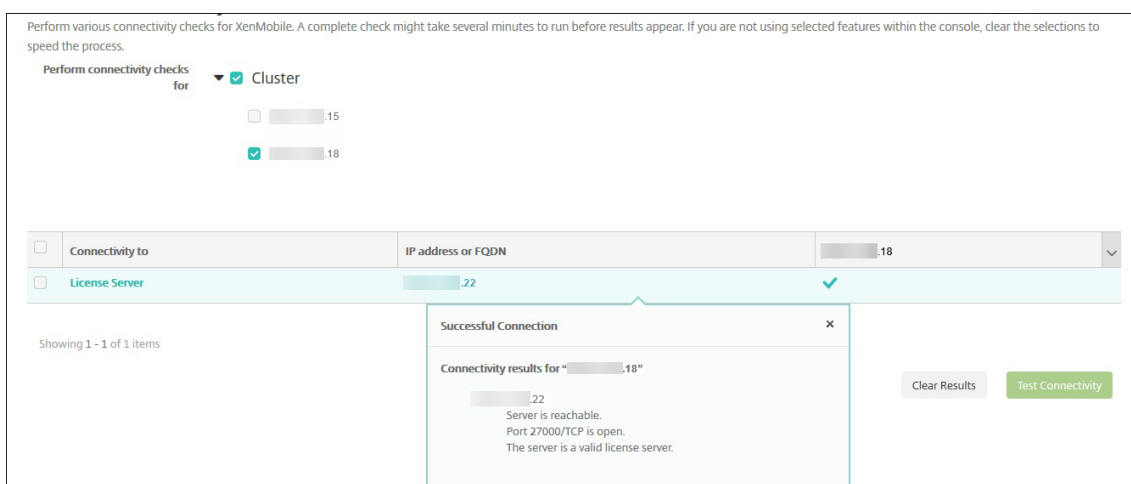 Perform various connectivity checks for XenMobile. A complete check might take several minutes to run before results appear. If you are not using selected features within the console, clear the selections to
speed the process.
Perform connectivity checks
for
Cluster
.15
.18
Connectivity to
IP address or FQDN
.18
License Server
.22
Successful Connection
×
Showing 1 - 1 of 1 items
Connectivity results for “ .18”
Clear Results
Test Connectivity
.22
Server is reachable.
Port 27000/TCP is open.
The server is a valid license server.